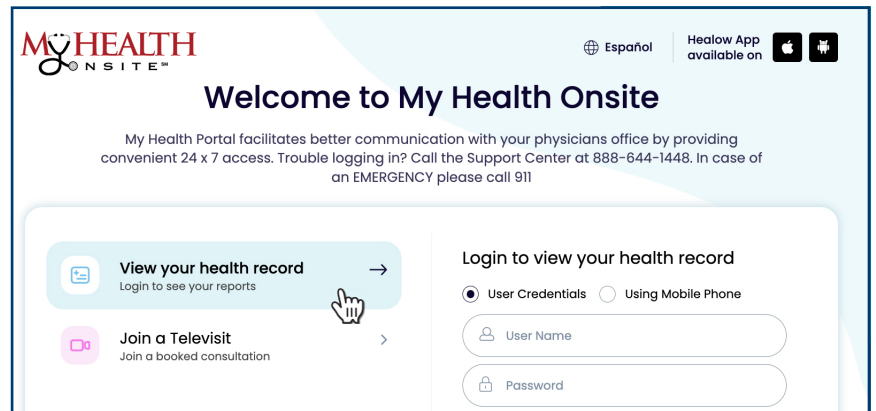 MYHEALTH
ONSITE℠
Español
Healow App
available on
Welcome to My Health Onsite
My Health Portal facilitates better communication with your physicians office by providing
convenient 24 x 7 access. Trouble logging in? Call the Support Center at 888-644-1448. In case of
an EMERGENCY please call 911
View your health record
Login to see your reports
Join a Televisit
Join a booked consultation
Login to view your health record
User Credentials
Using Mobile Phone
User Name
Password